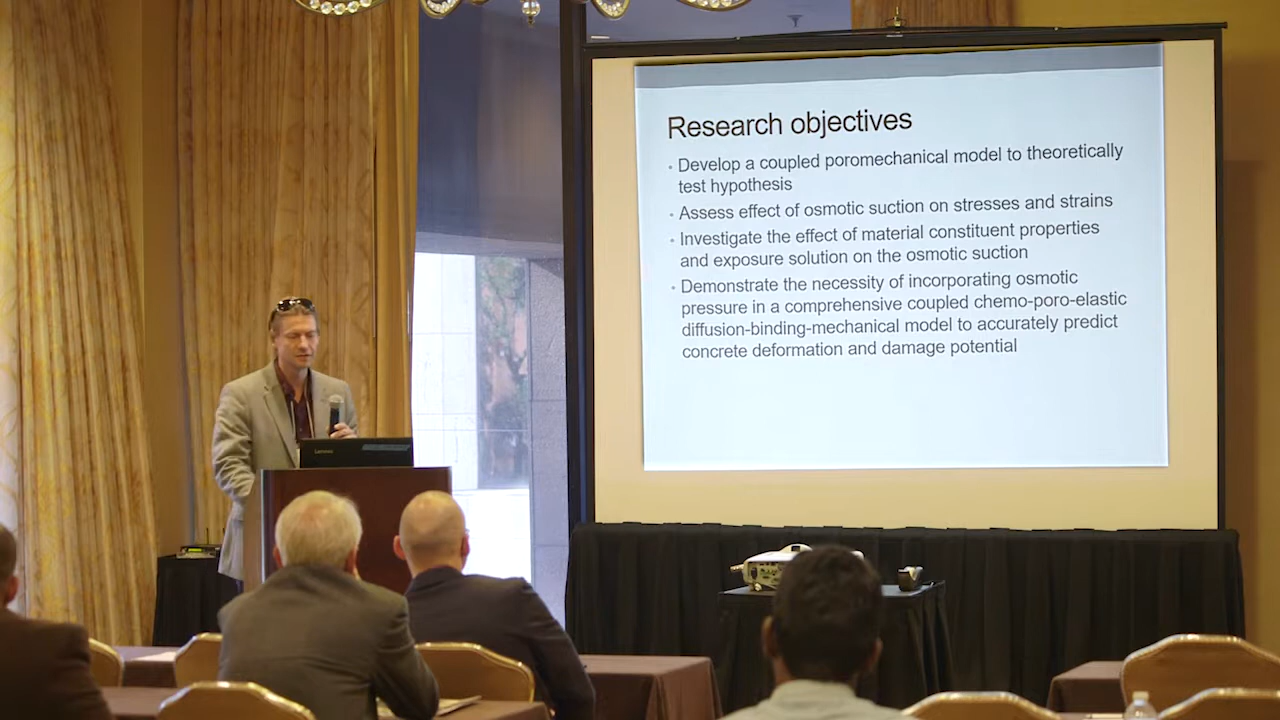 Research objectives
• Develop a coupled poromechanical model to theoretically
test hypothesis
• Assess effect of osmotic suction on stresses and strains
• Investigate the effect of material constituent properties
and exposure solution on the osmotic suction
• Demonstrate the necessity of incorporating osmotic
pressure in a comprehensive coupled chemo-poro-elastic
diffusion-binding-mechanical model to accurately predict
concrete deformation and damage potential
Lenovo